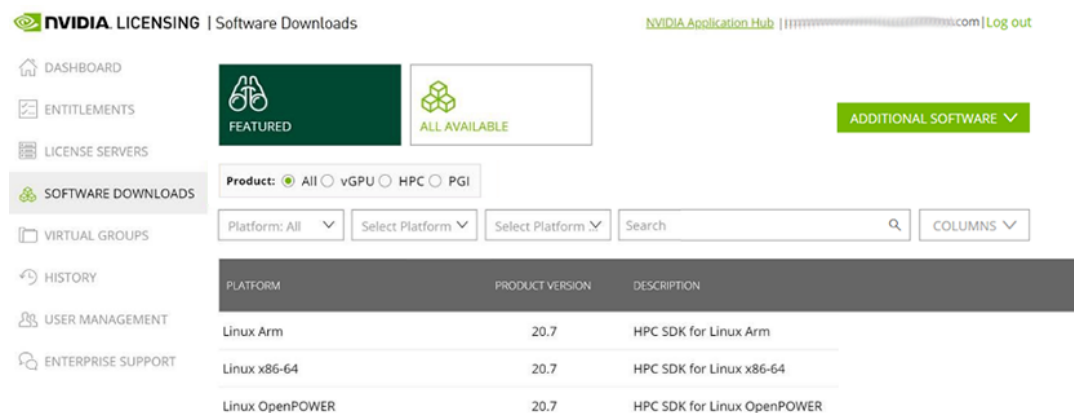 NVIDIA. LICENSING | Software Downloads
NVIDIA Application Hub | .com | Log out
DASHBOARD
ENTITLEMENTS
LICENSE SERVERS
SOFTWARE DOWNLOADS
VIRTUAL GROUPS
HISTORY
USER MANAGEMENT
ENTERPRISE SUPPORT
FEATURED
ALL AVAILABLE
ADDITIONAL SOFTWARE
Product: All vGPU HPC PGI
Platform: All Select Platform Select Platform .. Search COLUMNS
PLATFORM PRODUCT VERSION DESCRIPTION
Linux Arm 20.7 HPC SDK for Linux Arm
Linux x86-64 20.7 HPC SDK for Linux x86-64
Linux OpenPOWER 20.7 HPC SDK for Linux OpenPOWER